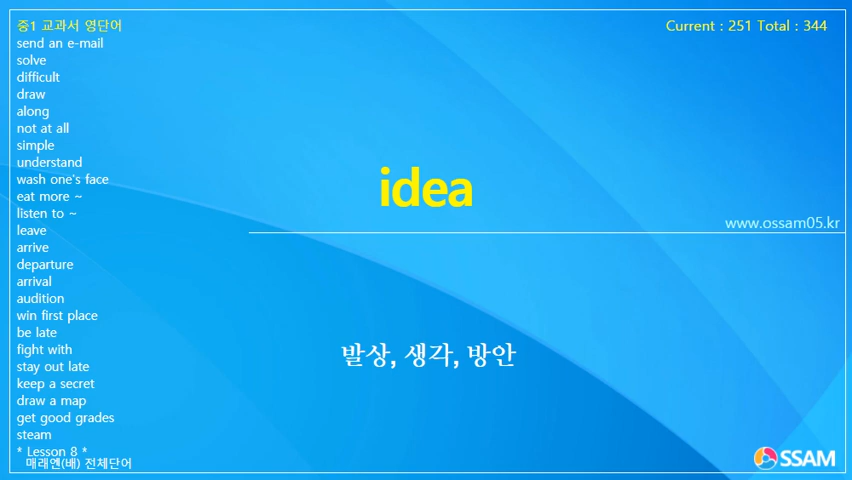 중1 교과서 영단어
Current : 251 Total : 344
send an e-mail
solve
difficult
draw
along
not at all
simple
understand
wash one's face
eat more ~
listen to ~
leave
arrive
departure
arrival
audition
win first place
be late
fight with
stay out late
keep a secret
draw a map
get good grades
steam
* Lesson 8 *
매래엔(배) 전체단어
idea
www.ossam05.kr
발상, 생각, 방안
OSSAM